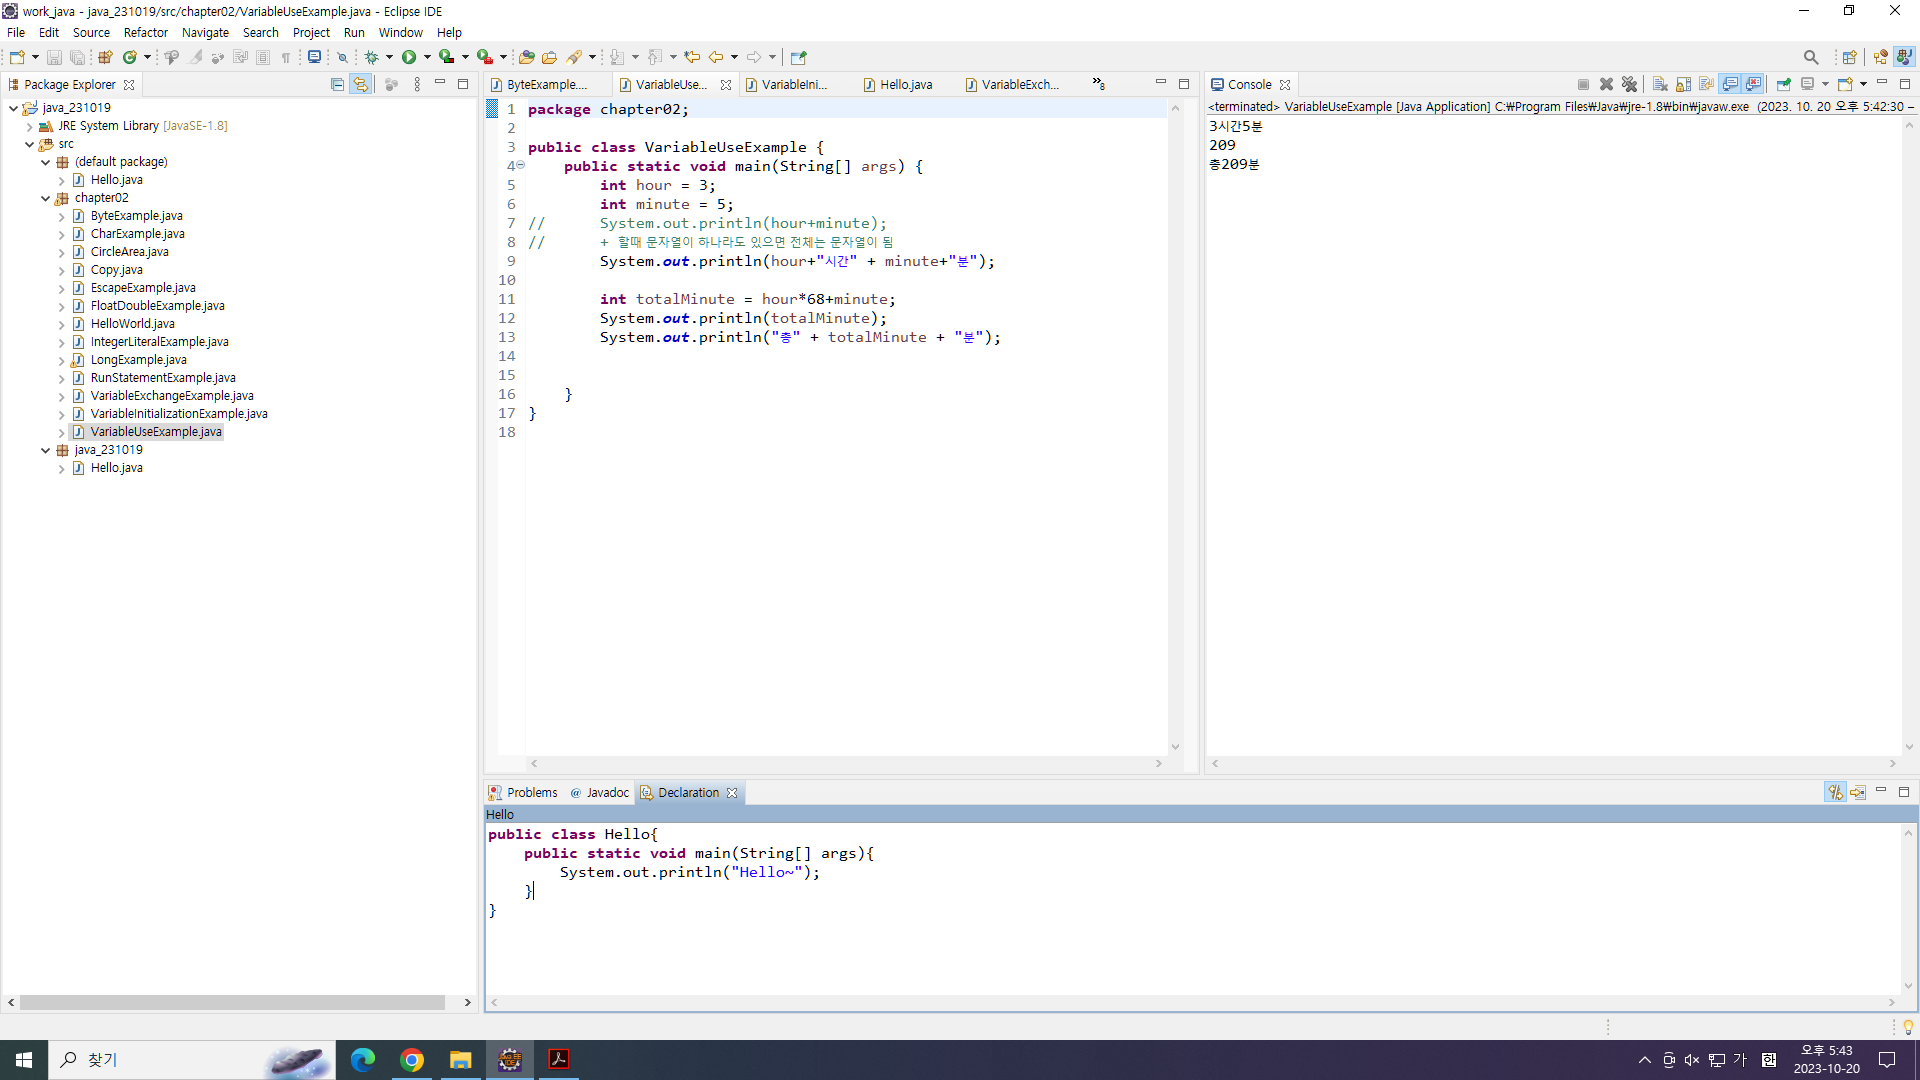 work_java - java_231019/src/chapter02/VariableUseExample.java - Eclipse IDE
File Edit Source Refactor Navigate Search Project Run Window Help
Package Explorer
java_231019
JRE System Library [JavaSE-1.8]
src
(default package)
Hello.java
chapter02
ByteExample.java
CharExample.java
CircleArea.java
Copy.java
EscapeExample.java
FloatDoubleExample.java
HelloWorld.java
IntegerLiteralExample.java
LongExample.java
RunStatementExample.java
VariableExchangeExample.java
VariableInitializationExample.java
VariableUseExample.java
java_231019
Hello.java
ByteExample.... VariableUse... VariableIni... Hello.java VariableExch... »8
1 package chapter02;
2
3 public class VariableUseExample {
4 public static void main(String[] args) {
5 int hour = 3;
6 int minute = 5;
7 // System.out.println(hour+minute);
8 // + 할때 문자열이 하나라도 있으면 전체는 문자열이 됨
9 System.out.println(hour+"시간" + minute+"분");
10
11 int totalMinute = hour*68+minute;
12 System.out.println(totalMinute);
13 System.out.println("총" + totalMinute + "분");
14
15
16 }
17 }
18
Console
<terminated> VariableUseExample [Java Application] C:₩Program Files₩Java₩jre-1.8₩bin₩javaw.exe (2023. 10. 20 오후 5:42:30 –
3시간5분
209
총209분
Problems @ Javadoc Declaration
Hello
public class Hello{
public static void main(String[] args){
System.out.println("Hello~");
}
}
찾기
가 한
오후 5:43
2023-10-20